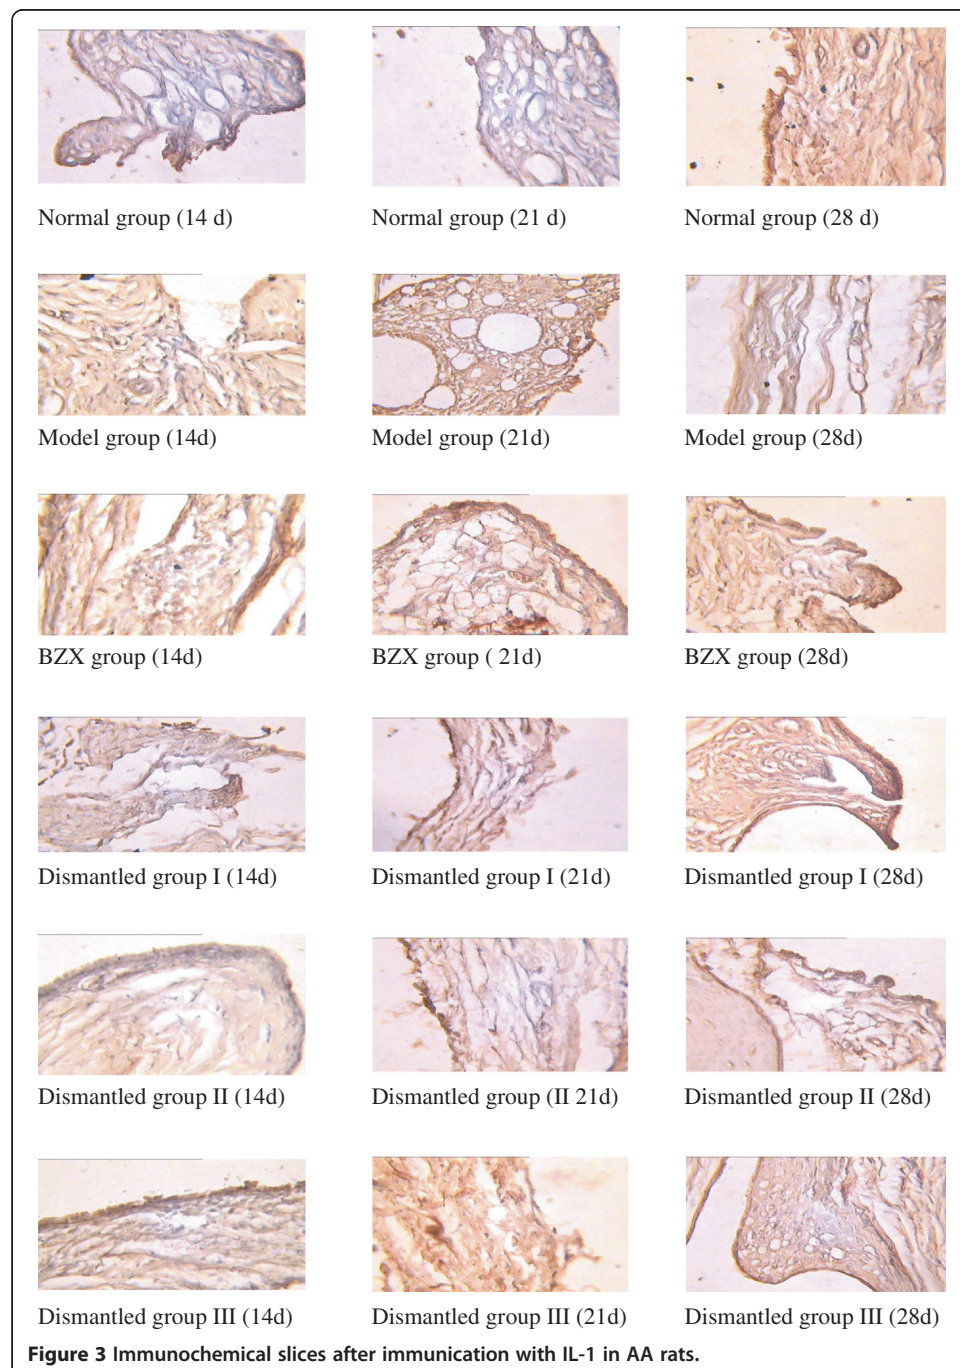 Normal group (14 d)
Normal group (21 d)
Normal group (28 d)
Model group (14d)
Model group (21d)
Model group (28d)
BZX group (14d)
BZX group ( 21d)
BZX group (28d)
Dismantled group I (14d)
Dismantled group I (21d)
Dismantled group I (28d)
Dismantled group II (14d)
Dismantled group (II 21d)
Dismantled group II (28d)
Dismantled group III (14d)
Dismantled group III (21d)
Dismantled group III (28d)
Figure 3 Immunochemical slices after immunication with IL-1 in AA rats.